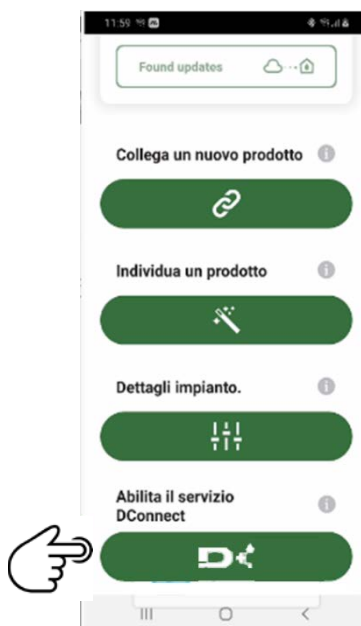 11:59
Found updates
Collega un nuovo prodotto
Individua un prodotto
Dettagli impianto.
Abilita il servizio
DConnect